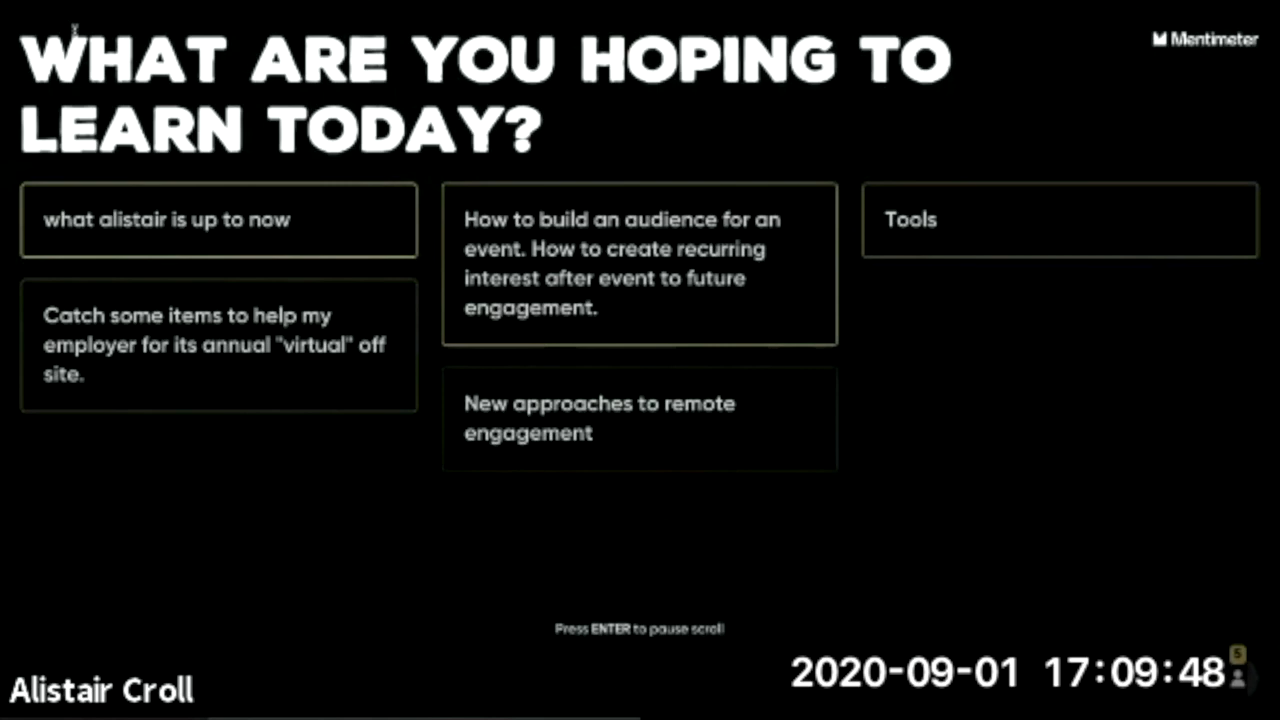 WHAT ARE YOU HOPING TO
LEARN TODAY?
Mentimeter
what alistair is up to now
Catch some items to help my
employer for its annual "virtual" off
site.
How to build an audience for an
event. How to create recurring
interest after event to future
engagement.
New approaches to remote
engagement
Tools
Press ENTER to pause scroll
5
2020-09-01 17:09:48
Alistair Croll